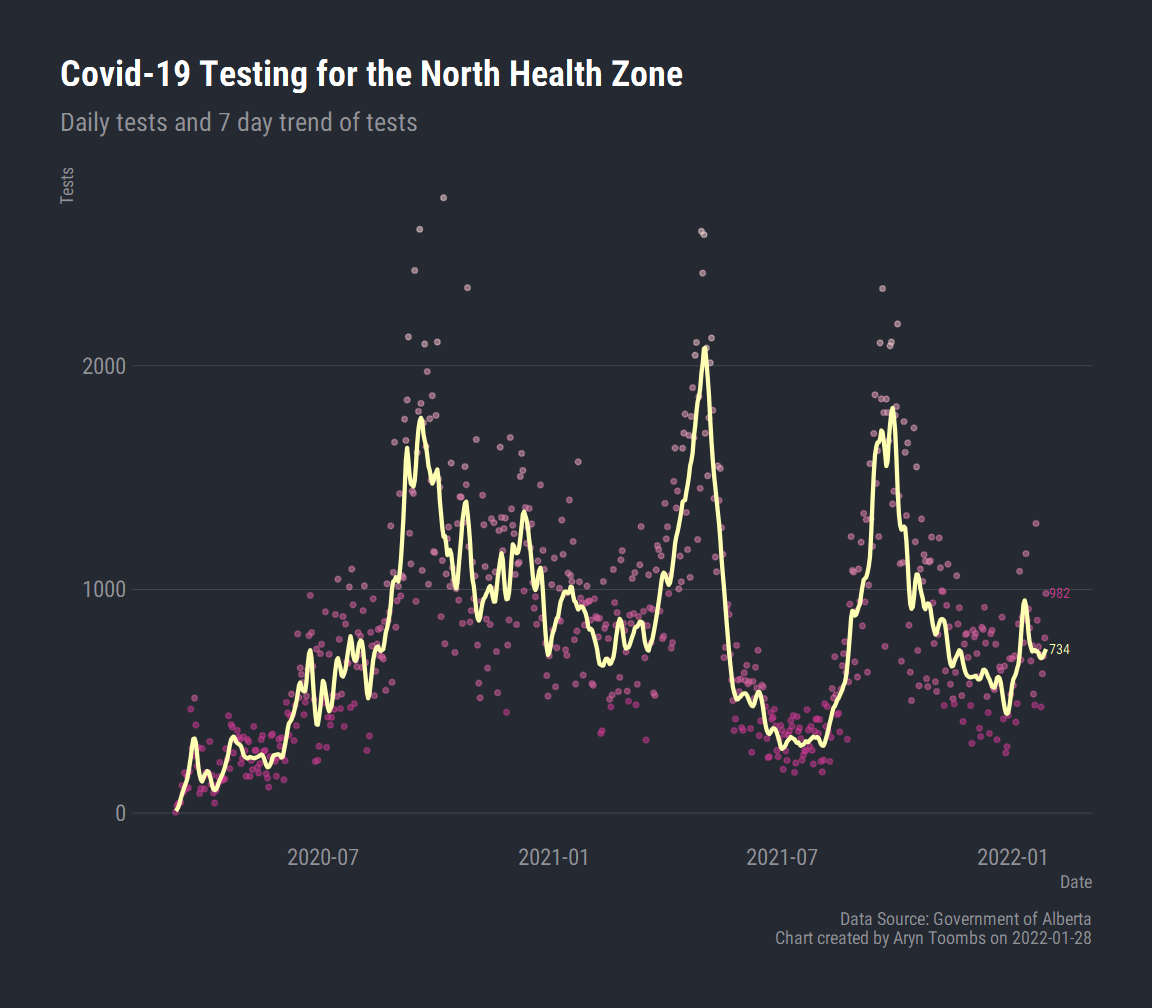 Covid-19 Testing for the North Health Zone
Daily tests and 7 day trend of tests
Tests
2000
1000
0
982
734
2020-07
2021-01
2021-07
2022-01
Date
Data Source: Government of Alberta
Chart created by Aryn Toombs on 2022-01-28